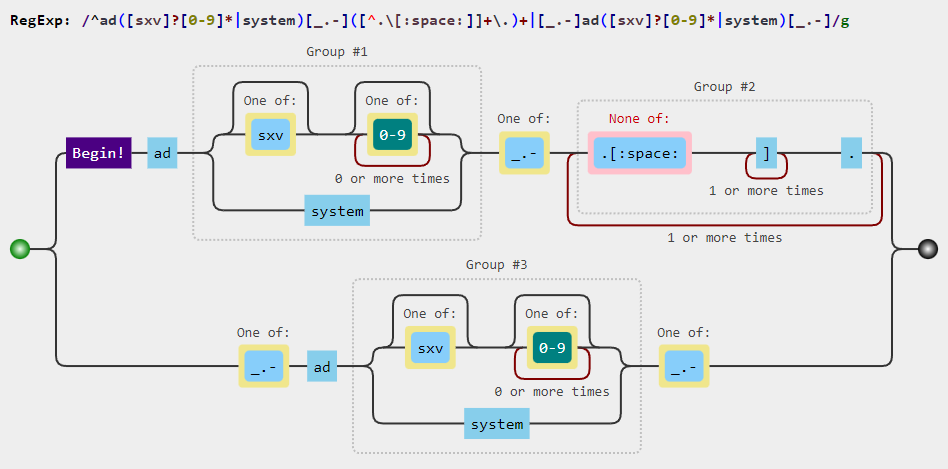 RegExp: /^ad([sxv]?[0-9]*|system)[_.-]([^.\[:space:]]+\.)+|[_.-]ad([sxv]?[0-9]*|system)[_.-]/g
Group #1
Group #2
One of:
One of:
One of:
None of:
Begin!
ad
sxv
0-9
_.-
.[:space:
]
.
0 or more times
1 or more times
system
1 or more times
Group #3
One of:
One of:
One of:
One of:
_.-
ad
sxv
0-9
_.-
0 or more times
system